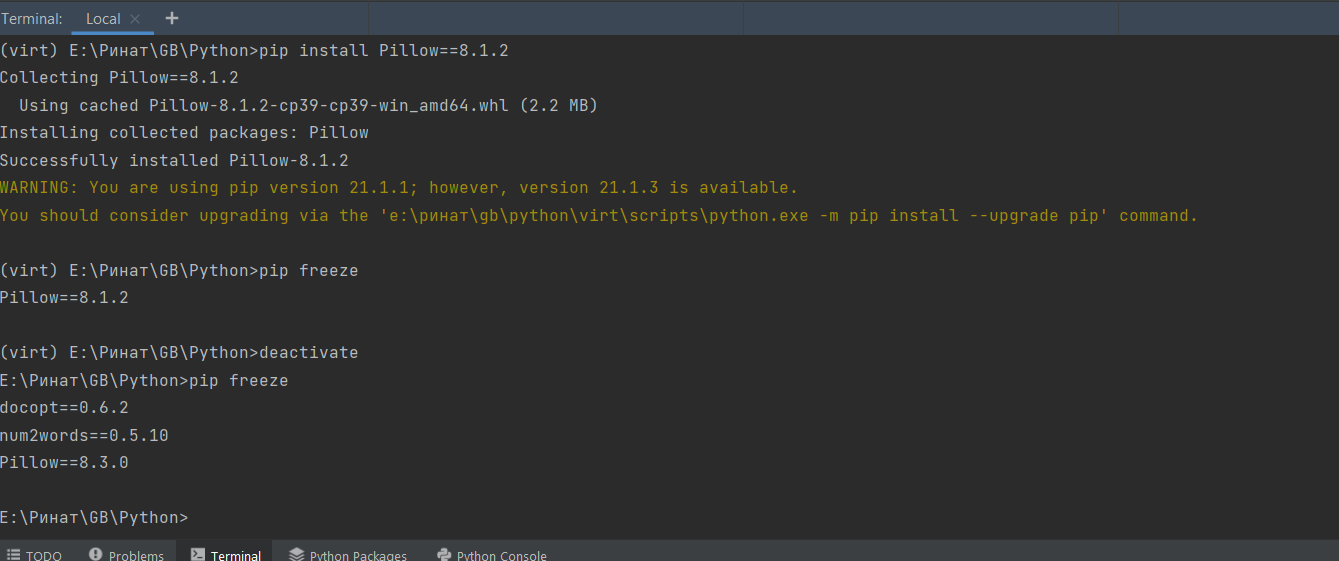 Terminal: Local × +
(virt) E:\Ринат\GB\Python>pip install Pillow==8.1.2
Collecting Pillow==8.1.2
  Using cached Pillow-8.1.2-cp39-cp39-win_amd64.whl (2.2 MB)
Installing collected packages: Pillow
Successfully installed Pillow-8.1.2
WARNING: You are using pip version 21.1.1; however, version 21.1.3 is available.
You should consider upgrading via the 'e:\ринат\gb\python\virt\scripts\python.exe -m pip install --upgrade pip' command.
(virt) E:\Ринат\GB\Python>pip freeze
Pillow==8.1.2
(virt) E:\Ринат\GB\Python>deactivate
E:\Ринат\GB\Python>pip freeze
docopt==0.6.2
num2words==0.5.10
Pillow==8.3.0
E:\Ринат\GB\Python>
TODO Problems Terminal Python Packages Python Console